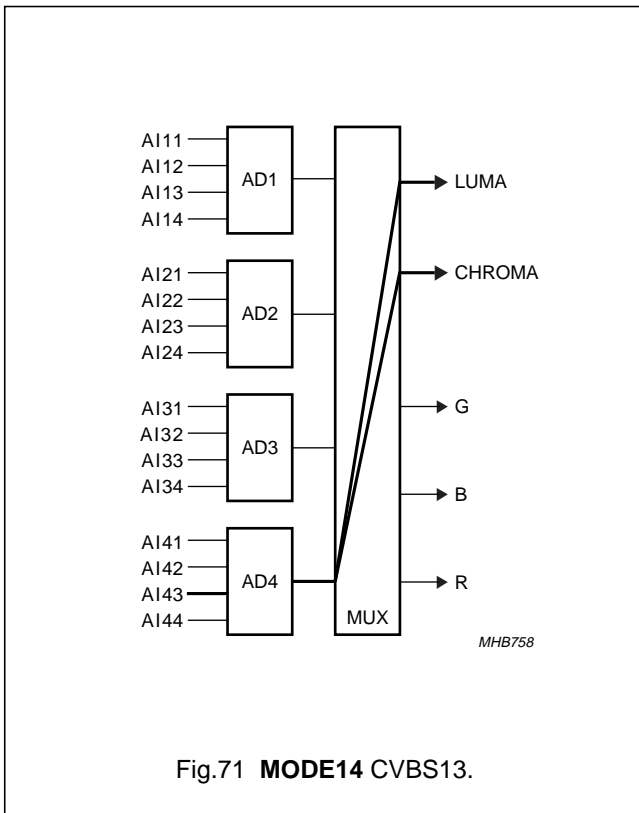 AI11
AI12
AI13
AI14
AD1
AI21
AI22
AI23
AI24
AD2
AI31
AI32
AI33
AI34
AD3
AI41
AI42
AI43
AI44
AD4
MUX
LUMA
CHROMA
G
B
R
MHB758
Fig.71 MODE14 CVBS13.